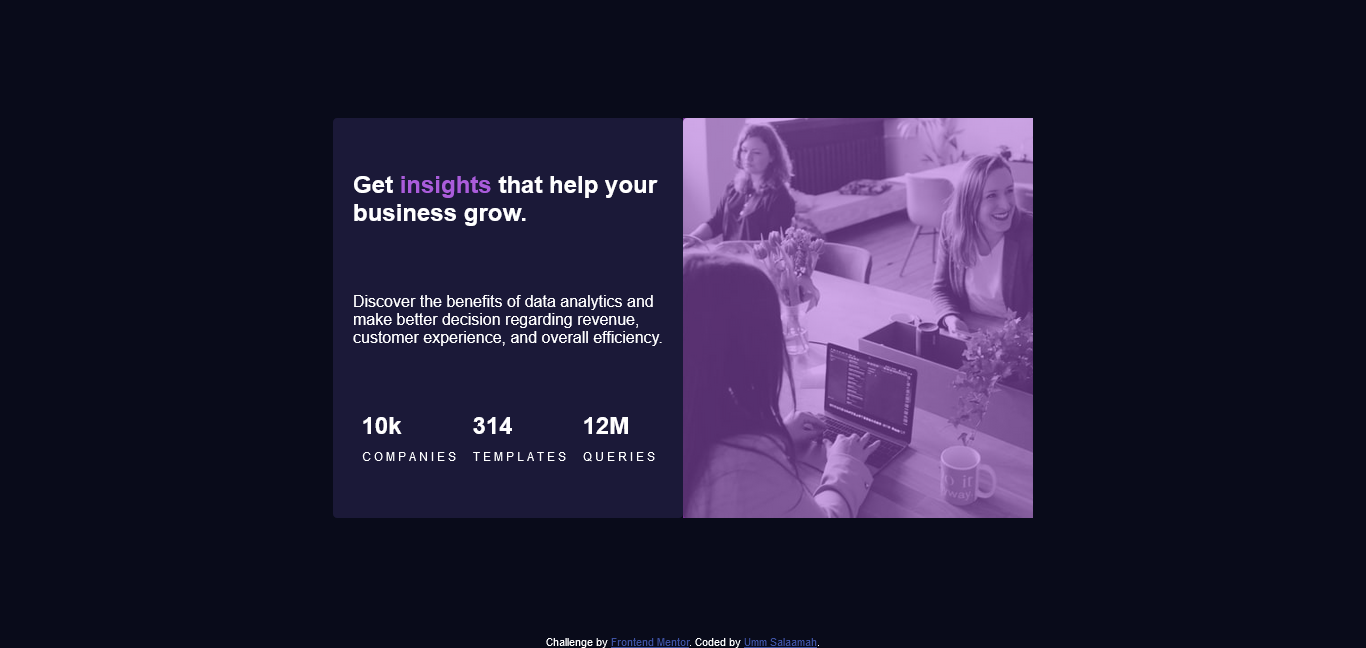 Get insights that help your
business grow.
Discover the benefits of data analytics and
make better decision regarding revenue,
customer experience, and overall efficiency.
10k 314 12M
COMPANIES TEMPLATES QUERIES
Challenge by Frontend Mentor. Coded by Umm Salaamah.